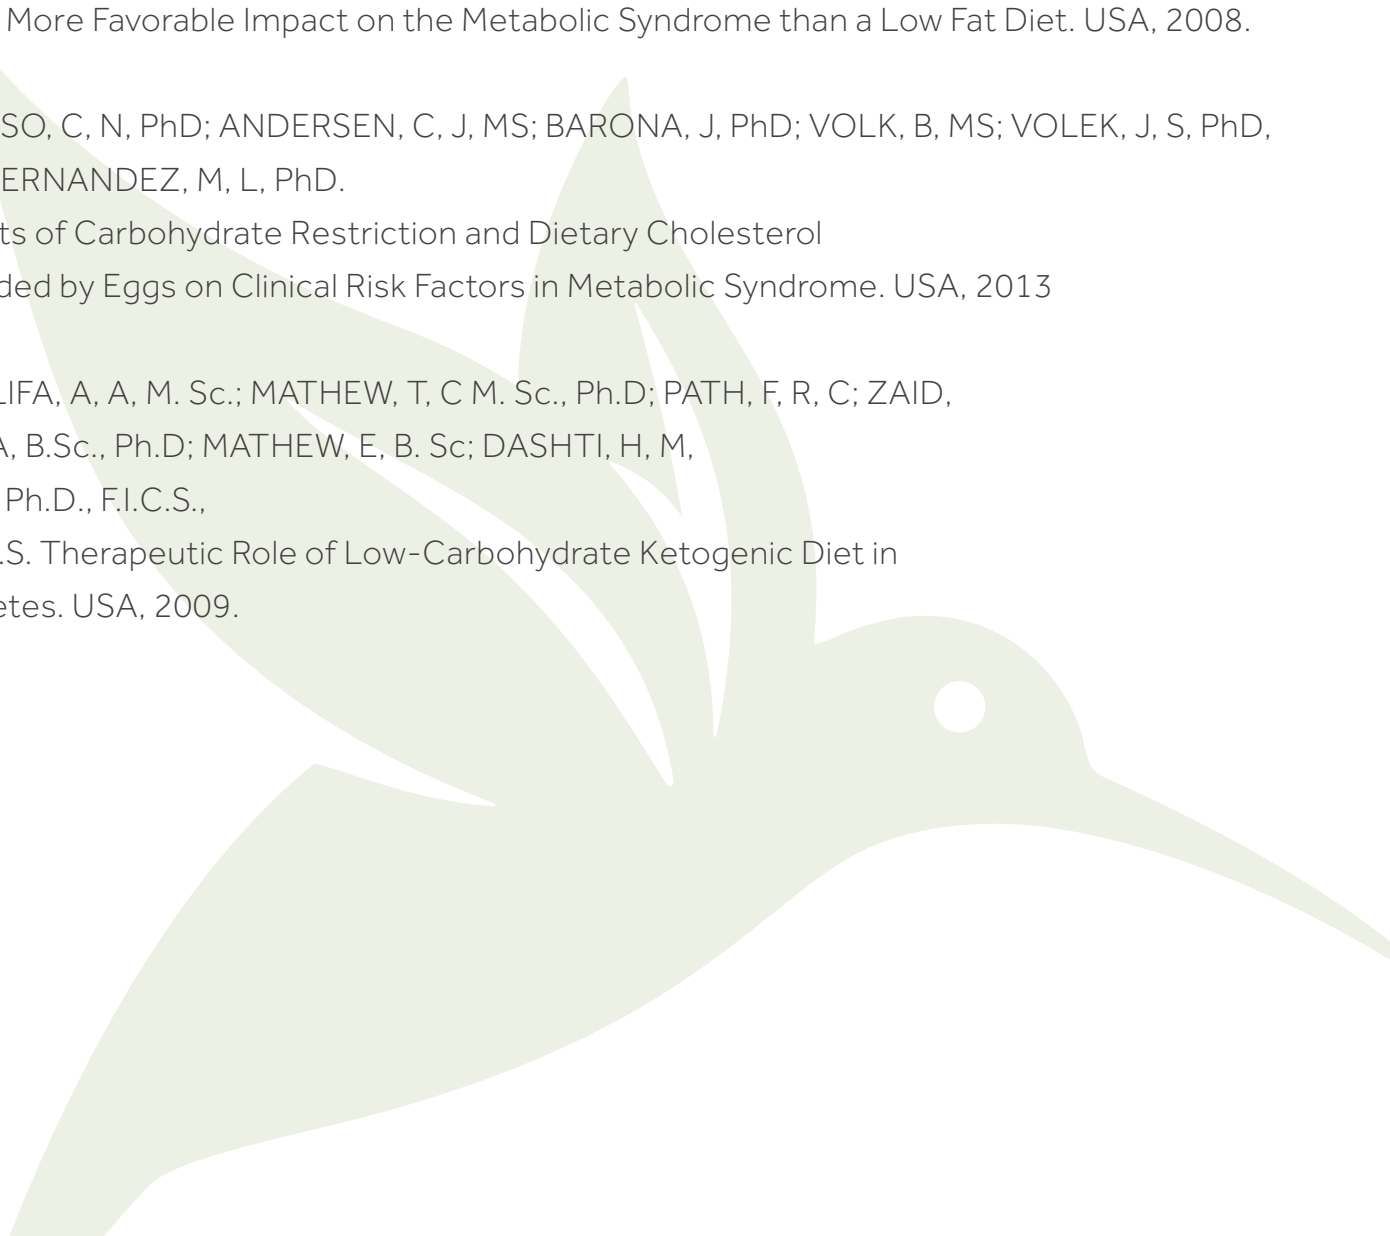 More Favorable Impact on the Metabolic Syndrome than a Low Fat Diet. USA, 2008.
SO, C, N, PhD; ANDERSEN, C, J, MS; BARONA, J, PhD; VOLK, B, MS; VOLEK, J, S, PhD,
ERNANDEZ, M, L, PhD.
ts of Carbohydrate Restriction and Dietary Cholesterol
ded by Eggs on Clinical Risk Factors in Metabolic Syndrome. USA, 2013
LIFA, A, A, M. Sc.; MATHEW, T, C M. Sc., Ph.D; PATH, F, R, C; ZAID,
A, B.Sc., Ph.D; MATHEW, E, B. Sc; DASHTI, H, M,
Ph.D., F.I.C.S.,
.S. Therapeutic Role of Low-Carbohydrate Ketogenic Diet in
etes. USA, 2009.